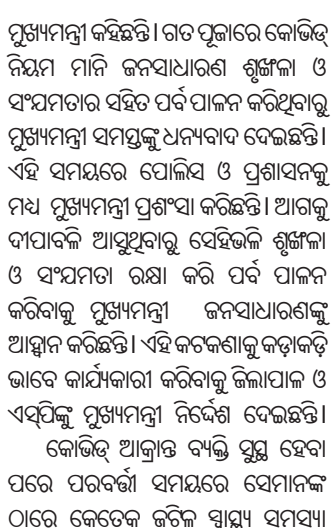 ମୁଖ୍ୟମନ୍ତ୍ରୀ କହିଛନ୍ତି। ଗତ ପୂଜାରେ କୋଭିଡ୍
ନିୟମ ମାନି ଜନସାଧାରଣ ଶୃଙ୍ଖଳା ଓ
ସଂଯମତାର ସହିତ ପର୍ବ ପାଳନ କରିଥିବାରୁ
ମୁଖ୍ୟମନ୍ତ୍ରୀ ସମସ୍ତଙ୍କୁ ଧନ୍ୟବାଦ ଦେଇଛନ୍ତି।
ଏହି ସମୟରେ ପୋଲିସ ଓ ପ୍ରଶାସନକୁ
ମଧ୍ୟ ମୁଖ୍ୟମନ୍ତ୍ରୀ ପ୍ରଶଂସା କରିଛନ୍ତି। ଆଗକୁ
ଦୀପାବଳି ଆସୁଥିବାରୁ ସେହିଭଳି ଶୃଙ୍ଖଳା
ଓ ସଂଯମତା ରକ୍ଷା କରି ପର୍ବ ପାଳନ
କରିବାକୁ ମୁଖ୍ୟମନ୍ତ୍ରୀ ଜନସାଧାରଣଙ୍କୁ
ଆହ୍ୱାନ କରିଛନ୍ତି। ଏହି କଟକଣାକୁ କଡ଼ାକଡ଼ି
ଭାବେ କାର୍ଯ୍ୟକାରୀ କରିବାକୁ ଜିଲାପାଳ ଓ
ଏସ୍‌ପିଙ୍କୁ ମୁଖ୍ୟମନ୍ତ୍ରୀ ନିର୍ଦ୍ଦେଶ ଦେଇଛନ୍ତି।
କୋଭିଡ୍ ଆକ୍ରାନ୍ତ ବ୍ୟକ୍ତି ସୁସ୍ଥ ହେବା
ପରେ ପରବର୍ତ୍ତୀ ସମୟରେ ସେମାନଙ୍କ
ଠାରେ କେତେକ ଜଟିଳ ସ୍ୱାସ୍ଥ୍ୟ ସମସ୍ୟା